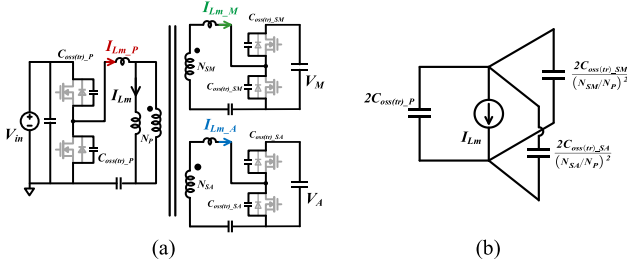 I_{Lm_P}
C_{oss(tr)_P}
V_{in}
I_{Lm}
N_P
C_{oss(tr)_P}
I_{Lm_M}
C_{oss(tr)_SM}
N_{SM}
C_{oss(tr)_SM}
V_M
I_{Lm_A}
C_{oss(tr)_SA}
N_{SA}
C_{oss(tr)_SA}
V_A
(a)
2C_{oss(tr)_P}
I_{Lm}
2C_{oss(tr)_SM}
(N_{SM}/N_P)^2
2C_{oss(tr)_SA}
(N_{SA}/N_P)^2
(b)